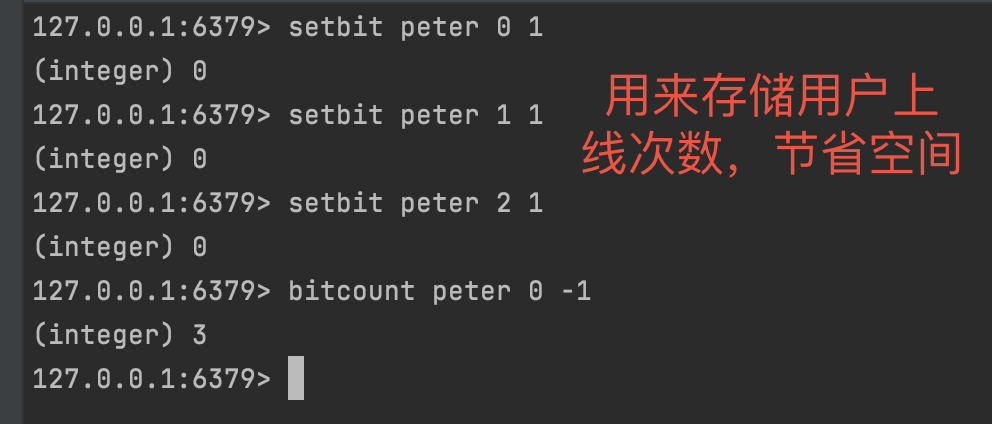 127.0.0.1:6379> setbit peter 0 1
(integer) 0
127.0.0.1:6379> setbit peter 1 1
(integer) 0
127.0.0.1:6379> setbit peter 2 1
(integer) 0
127.0.0.1:6379> bitcount peter 0 -1
(integer) 3
127.0.0.1:6379>
用来存储用户上
线次数，节省空间